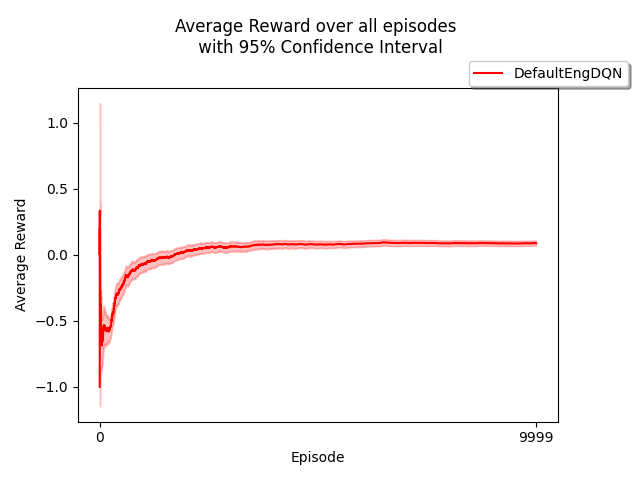 Average Reward over all episodes
with 95% Confidence Interval
DefaultEngDQN
1.0
0.5
0.0
−0.5
−1.0
Average Reward
0 9999
Episode